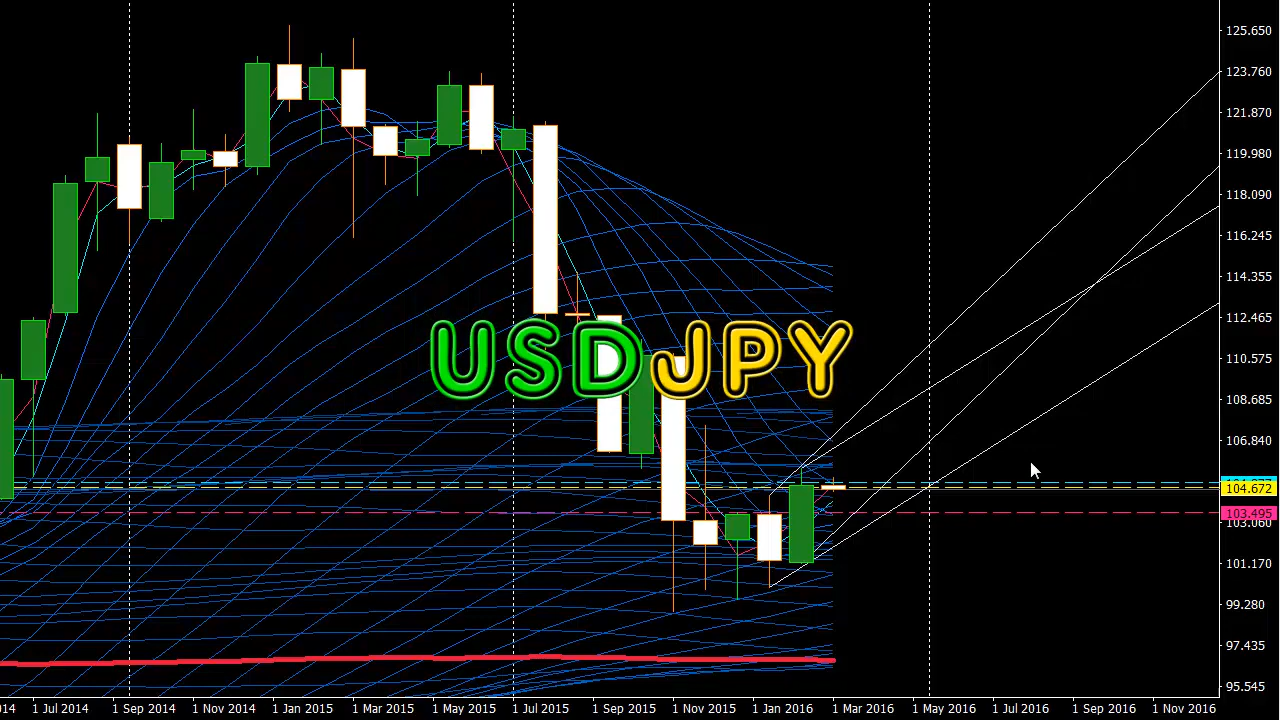 125.650
123.760
121.870
119.980
118.090
116.245
114.355
112.465
USDJPY
110.575
108.685
106.840
104.672
103.495
103.060
101.170
99.280
97.435
95.545
1 Jul 2014
1 Sep 2014
1 Nov 2014
1 Jan 2015
1 Mar 2015
1 May 2015
1 Jul 2015
1 Sep 2015
1 Nov 2015
1 Jan 2016
1 Mar 2016
1 May 2016
1 Jul 2016
1 Sep 2016
1 Nov 2016